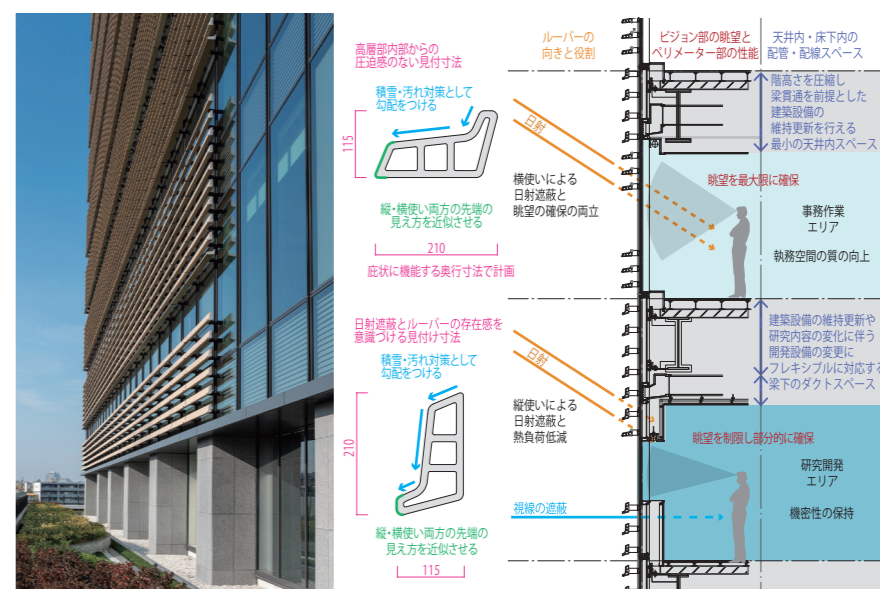 ルーバーの
向きと役割
ビジョン部の眺望と
ペリメーター部の性能
天井内・床下内の
配管・配線スペース
高層部内部からの
圧迫感のない見付寸法
積雪・汚れ対策として
勾配をつける
115
縦・横使い両方の先端の
見え方を近似させる
210
庇状に機能する奥行寸法で計画
日射
横使いによる
日射遮蔽と
眺望の確保の両立
階高さを圧縮し
梁貫通を前提とした
建築設備の
維持更新を行える
最小の天井内スペース
眺望を最大限に確保
事務作業
エリア
執務空間の質の向上
日射遮蔽とルーバーの存在感を
意識づける見付け寸法
積雪・汚れ対策として
勾配をつける
210
縦・横使い両方の先端の
見え方を近似させる
115
日射
縦使いによる
日射遮蔽と
熱負荷低減
視線の遮蔽
建築設備の維持更新や
研究内容の変化に伴う
開発設備の変更に
フレキシブルに対応する
梁下のダクトスペース
眺望を制限し部分的に確保
研究開発
エリア
機密性の保持